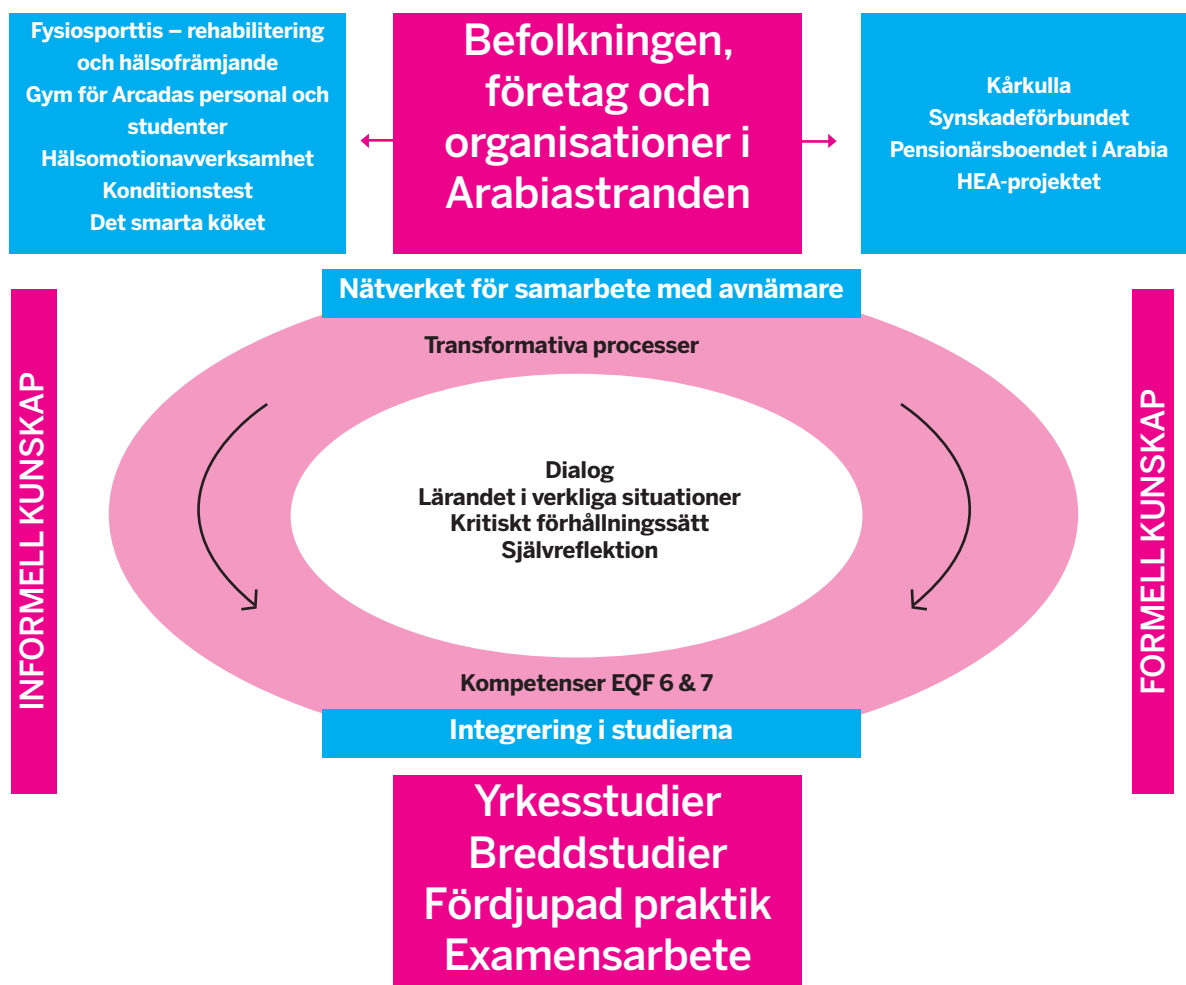 Fysiosporttis – rehabilitering
och hälsofrämjande
Gym för Arcadas personal och
studenter
Hälsomotionavverksamhet
Konditionstest
Det smarta köket
Befolkningen,
företag och
organisationer i
Arabiastranden
Kårkulla
Synskadeförbundet
Pensionärsboendet i Arabia
HEA-projektet
Nätverket för samarbete med avnämare
Transformativa processer
INFORMELL KUNSKAP
Dialog
Lärandet i verkliga situationer
Kritiskt förhållningssätt
Självreflektion
FORMELL KUNSKAP
Kompetenser EQF 6 & 7
Integrering i studierna
Yrkesstudier
Breddstudier
Fördjupad praktik
Examensarbete